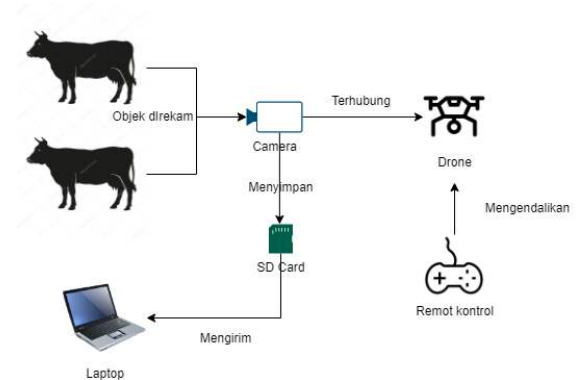 Objek dIrekam
Camera
Terhubung
Drone
Menyimpan
Mengendalikan
SD Card
Remot kontrol
Mengirim
Laptop